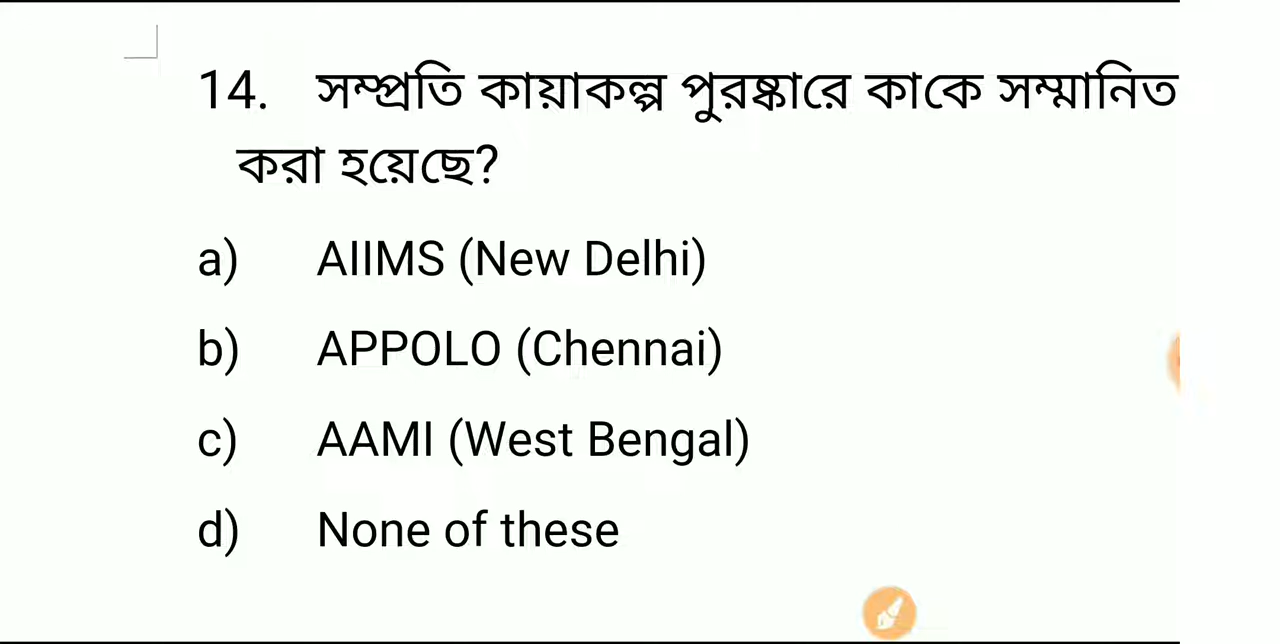 14. সম্প্রতি কায়াকল্প পুরষ্কারে কাকে সম্মানিত
করা হয়েছে?
a) AIIMS (New Delhi)
b) APPOLO (Chennai)
c) AAMI (West Bengal)
d) None of these